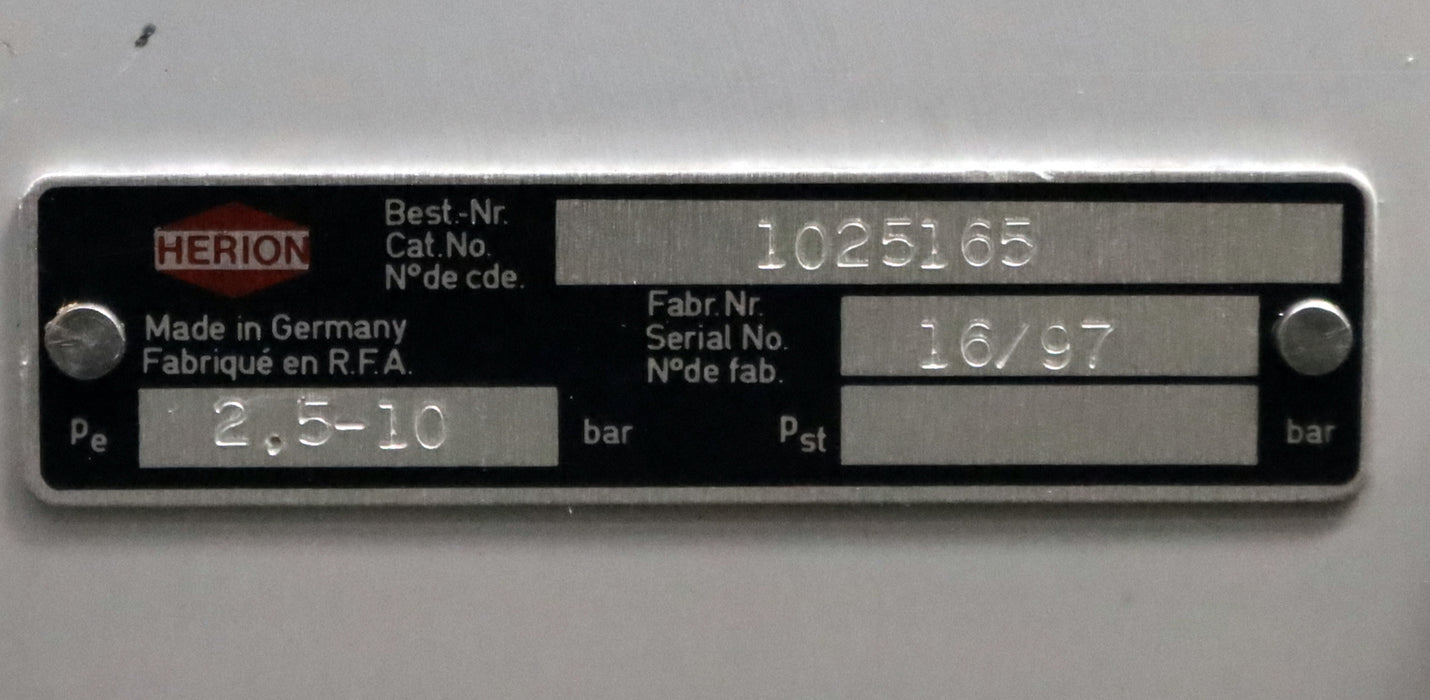 HERION
Best.-Nr.
Cat.No.
N°de cde.
1025165
Made in Germany
Fabriqué en R.F.A.
Fabr.Nr.
Serial No.
N°de fab.
16/97
Pe 2.5-10 bar
Pst bar